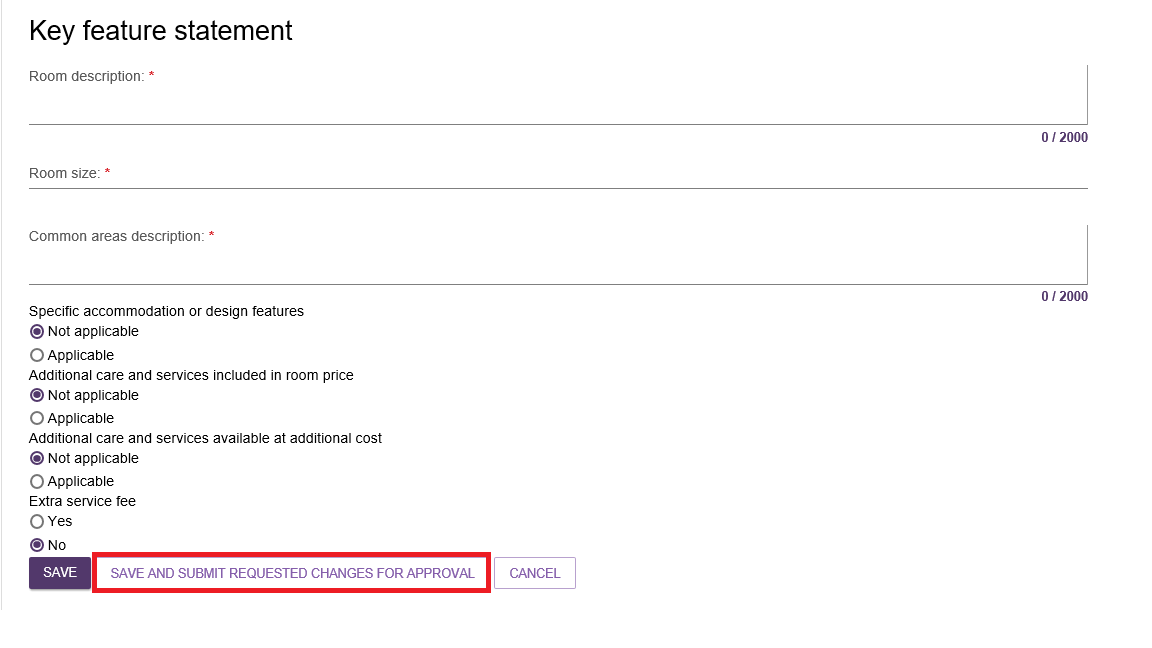 Key feature statement
Room description: *
0 / 2000
Room size: *
Common areas description: *
0 / 2000
Specific accommodation or design features
Not applicable
Applicable
Additional care and services included in room price
Not applicable
Applicable
Additional care and services available at additional cost
Not applicable
Applicable
Extra service fee
Yes
No
SAVE SAVE AND SUBMIT REQUESTED CHANGES FOR APPROVAL CANCEL